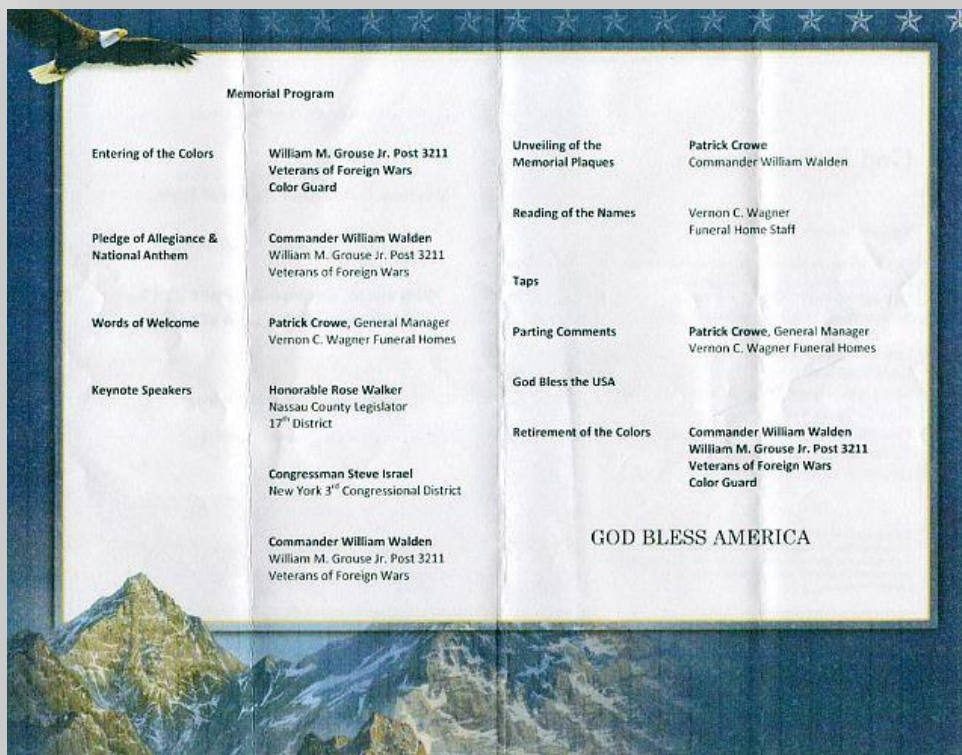 Memorial Program
Entering of the Colors
William M. Grouse Jr. Post 3211
Veterans of Foreign Wars
Color Guard
Pledge of Allegiance &
National Anthem
Commander William Walden
William M. Grouse Jr. Post 3211
Veterans of Foreign Wars
Words of Welcome
Patrick Crowe, General Manager
Vernon C. Wagner Funeral Homes
Keynote Speakers
Honorable Rose Walker
Nassau County Legislator
17th District
Congressman Steve Israel
New York 3rd Congressional District
Commander William Walden
William M. Grouse Jr. Post 3211
Veterans of Foreign Wars
Unveiling of the
Memorial Plaques
Patrick Crowe
Commander William Walden
Reading of the Names
Vernon C. Wagner
Funeral Home Staff
Taps
Parting Comments
Patrick Crowe, General Manager
Vernon C. Wagner Funeral Homes
God Bless the USA
Retirement of the Colors
Commander William Walden
William M. Grouse Jr. Post 3211
Veterans of Foreign Wars
Color Guard
GOD BLESS AMERICA